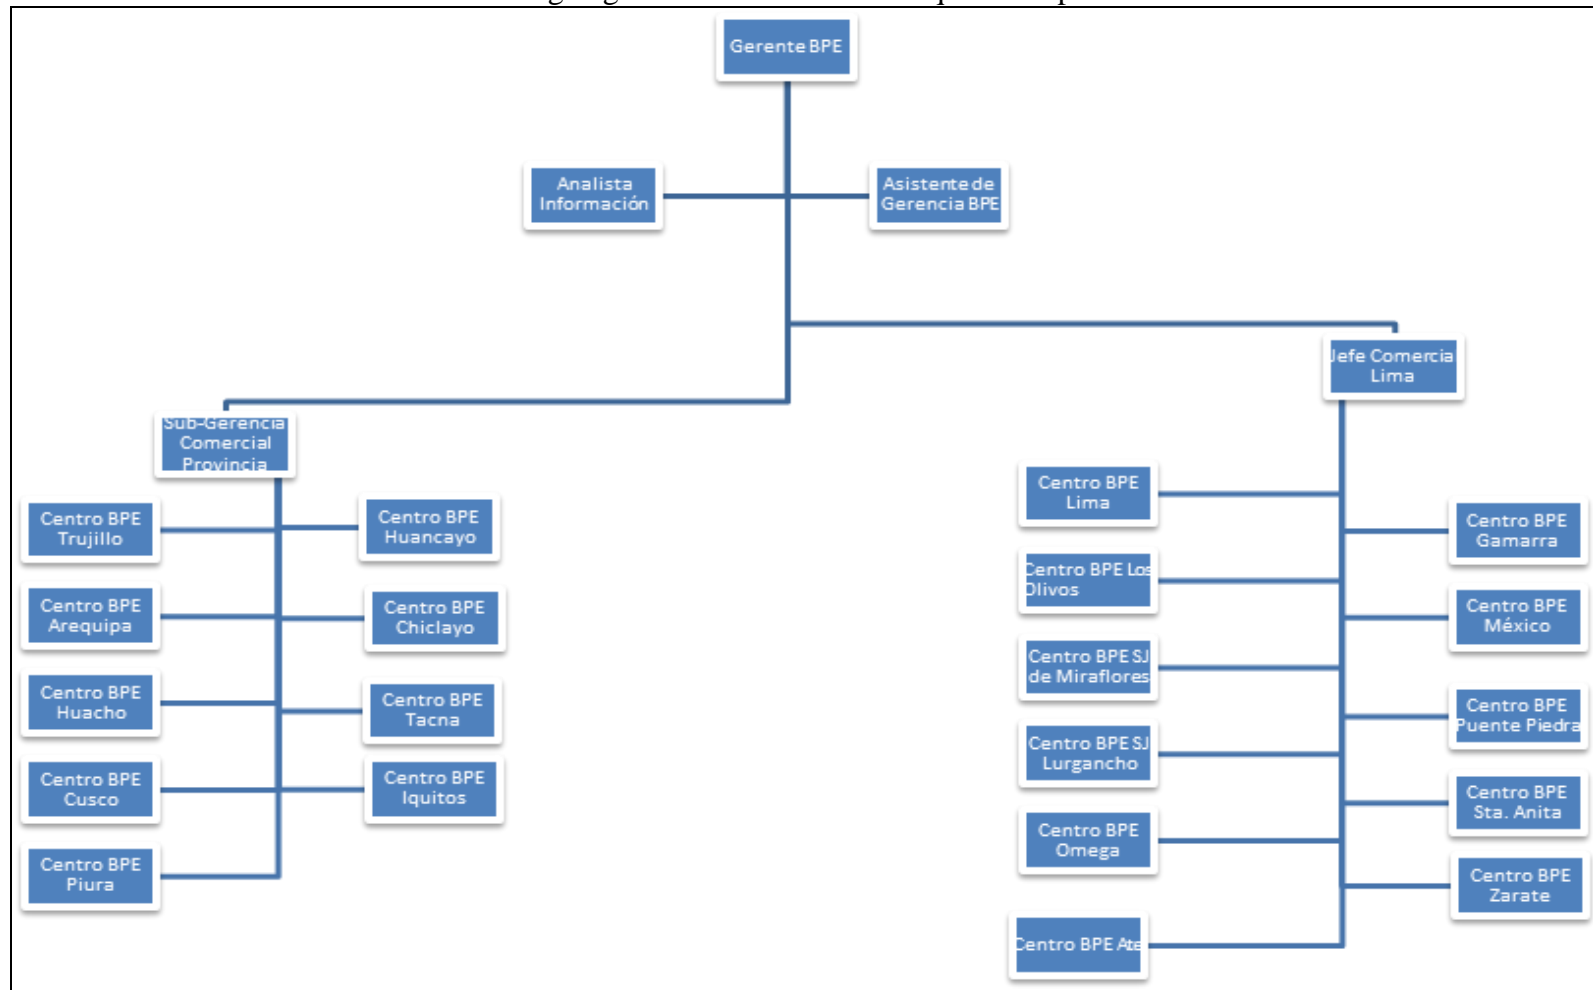 Gerente BPE
Analista
Información
Asistente de
Gerencia BPE
Jefe Comercia
Lima
Sub-Gerencia
Comercial
Provincia
Centro BPE
Trujillo
Centro BPE
Huancayo
Centro BPE
Arequipa
Centro BPE
Chiclayo
Centro BPE
Huacho
Centro BPE
Tacna
Centro BPE
Cusco
Centro BPE
Iquitos
Centro BPE
Piura
Centro BPE
Lima
Centro BPE
Gamarra
Centro BPE Los
Olivos
Centro BPE
México
Centro BPE SJ
de Miraflores
Centro BPE
Puente Piedra
Centro BPE SJ
Lurgancho
Centro BPE
Sta. Anita
Centro BPE
Omega
Centro BPE
Zarate
Centro BPE Ate